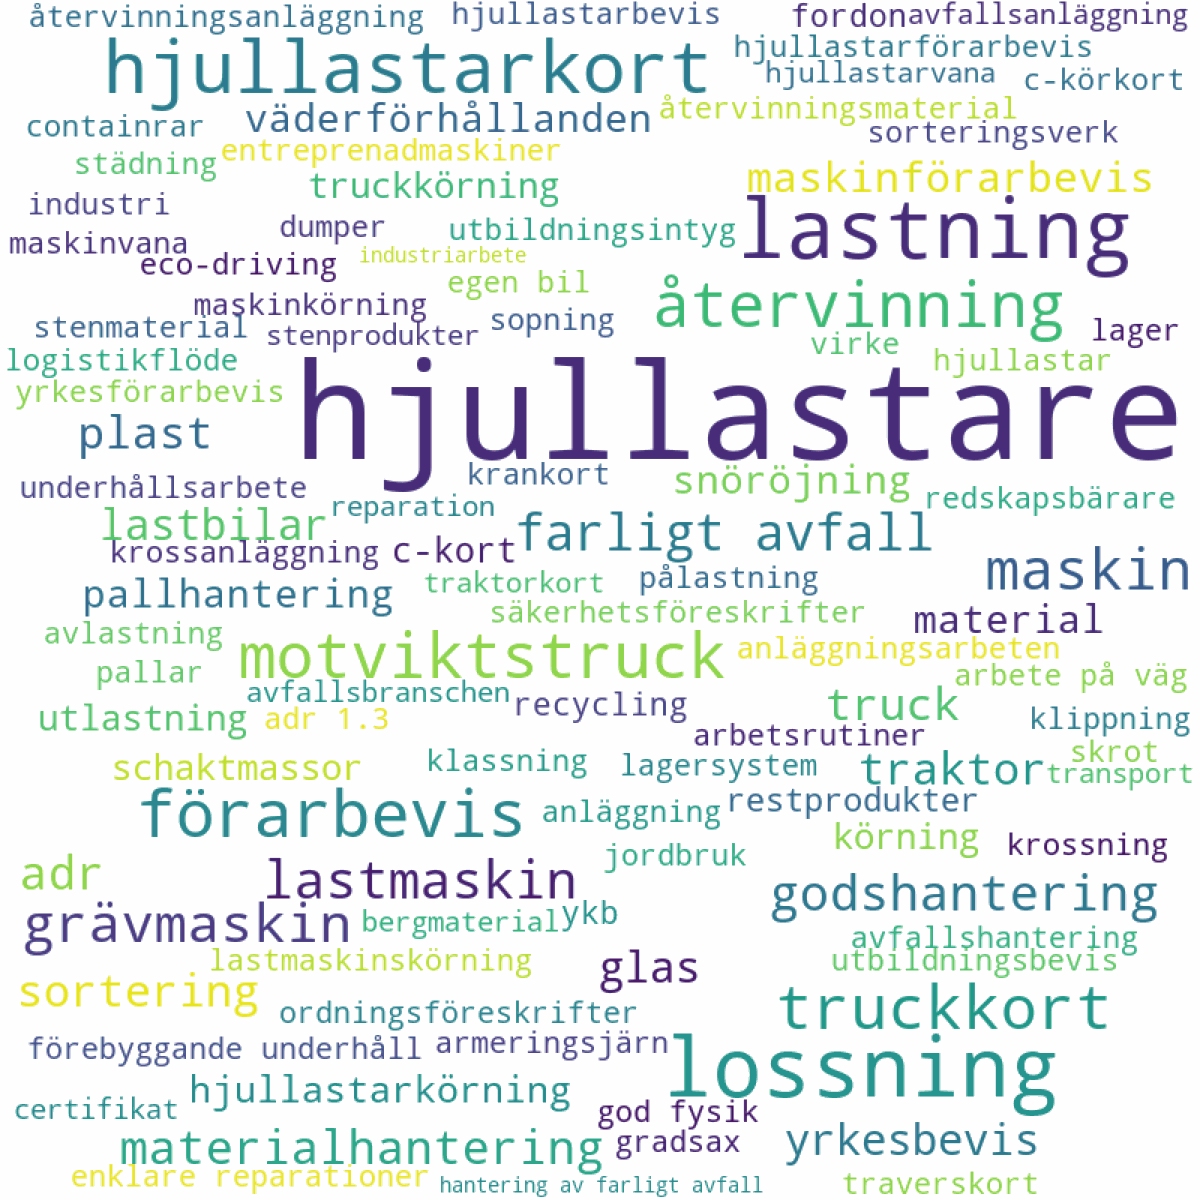 återvinningsanläggning hjullastarbevis fordon avfallsanläggning
hjullastarkort hjullastarförarbevis
hjullastarvana c-körkort
containrar väderförhållanden återvinningsmaterial
sorteringsverk
städning entreprenadmaskiner
truckkörning maskinförarbevis
industri dumper utbildningsintyg lastning
maskinvana eco-driving industriarbete
egen bil
maskinkörning återvinning
stenmaterial stenprodukter sopning lager
logistikflöde virke hjullastar
yrkesförarbevis hjullastare
plast
underhållsarbete krankort snöröjning
reparation redskapsbärare
lastbilar farligt avfall
krossanläggning c-kort maskin
pallhantering traktorkort pålastning
säkerhetsföreskrifter material
avlastning motviktstruck anläggningsarbeten
pallar arbete på väg
avfallsbranschen recycling truck
utlastning adr 1.3 klippning
arbetsrutiner skrot
schaktmassor klassning lagersystem traktor transport
förarbevis anläggning restprodukter
körning krossning
jordbruk
adr lastmaskin godshantering
grävmaskin bergmaterial ykb
avfallshantering
lastmaskinskörning glas utbildningsbevis
sortering ordningsföreskrifter truckkort
förebyggande underhåll armeringsjärn lossning
hjullastarkörning
certifikat god fysik
materialhantering gradsax yrkesbevis
enklare reparationer hantering av farligt avfall traverskort